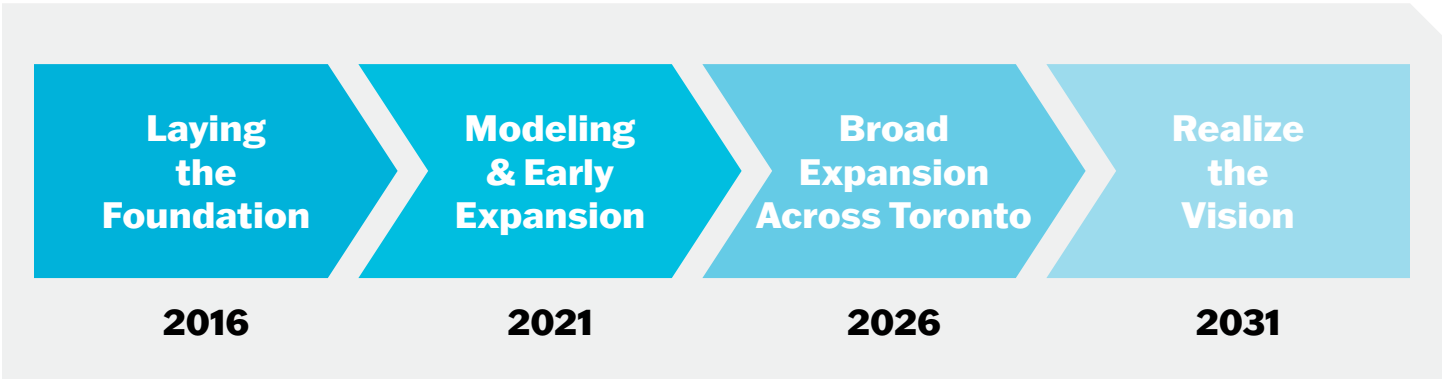 Laying
the
Foundation
Modeling
& Early
Expansion
Broad
Expansion
Across Toronto
Realize
the
Vision
2016
2021
2026
2031